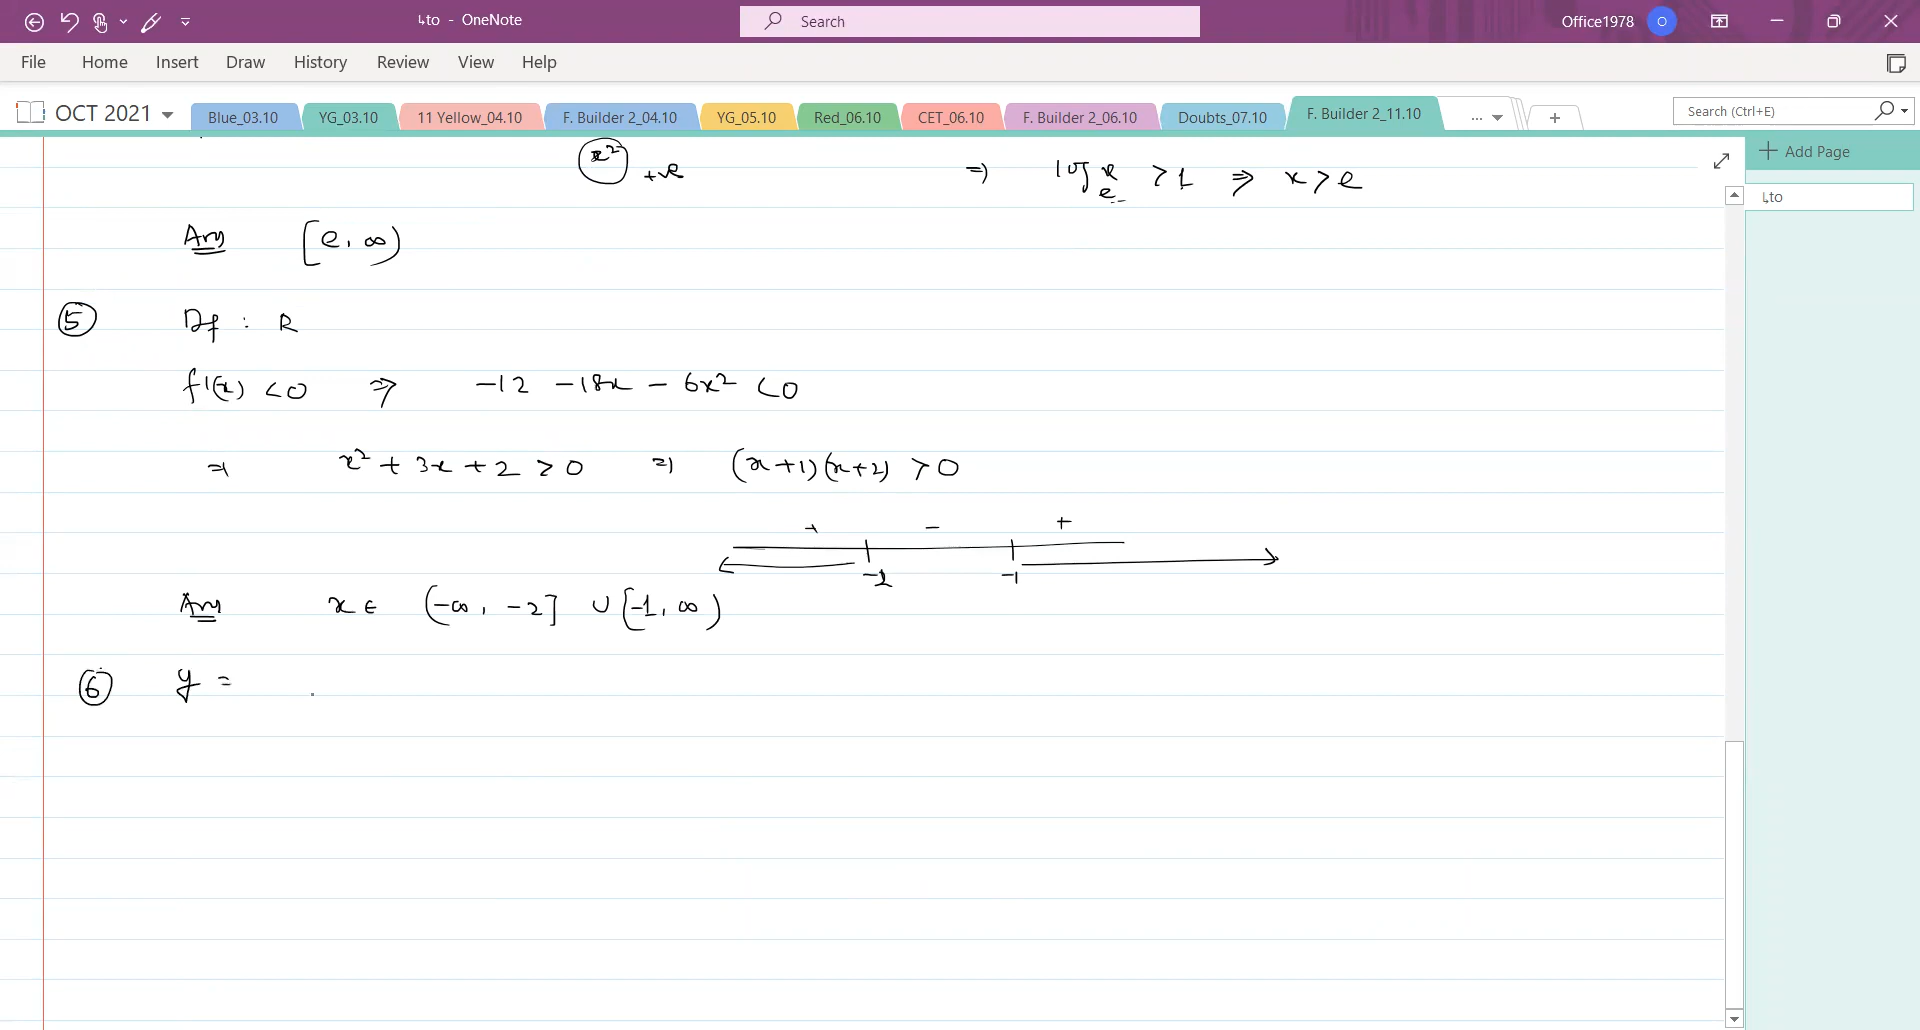 ↳to - OneNote
Search
Office1978
O
File Home Insert Draw History Review View Help
OCT 2021
Blue_03.10 YG_03.10 11 Yellow_04.10 F. Builder 2_04.10 YG_05.10 Red_06.10 CET_06.10 F. Builder 2_06.10 Doubts_07.10 F. Builder 2_11.10 ... +
Search (Ctrl+E)
+ Add Page
↳to
x² +ve ⇒ log_e x > 1 ⇒ x > e
Ans [e, ∞)
⑤ Df : R
f'(x) <0 ⇒ -12 -18x - 6x² <0
⇒ x² + 3x + 2 > 0 ⇒ (x+1)(x+2) > 0
+ - +
-2 -1
Ans x ∈ (-∞, -2] ∪ [-1, ∞)
⑥ y =